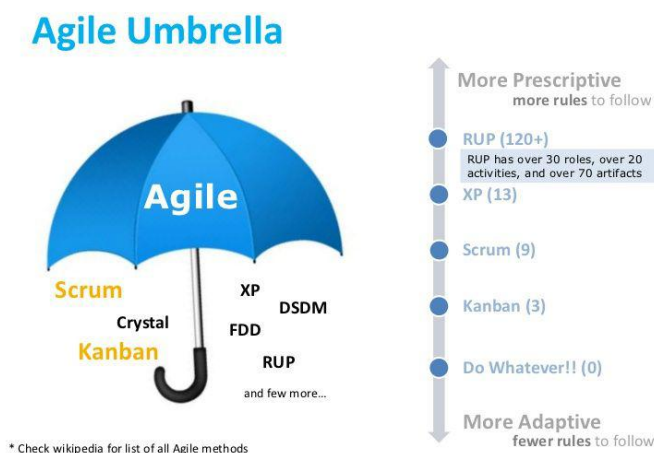 Agile Umbrella
Agile
Scrum
XP
DSDM
Crystal
FDD
Kanban
RUP
and few more...
* Check wikipedia for list of all Agile methods
More Prescriptive
more rules to follow
RUP (120+)
RUP has over 30 roles, over 20
activities, and over 70 artifacts
XP (13)
Scrum (9)
Kanban (3)
Do Whatever!! (0)
More Adaptive
fewer rules to follow